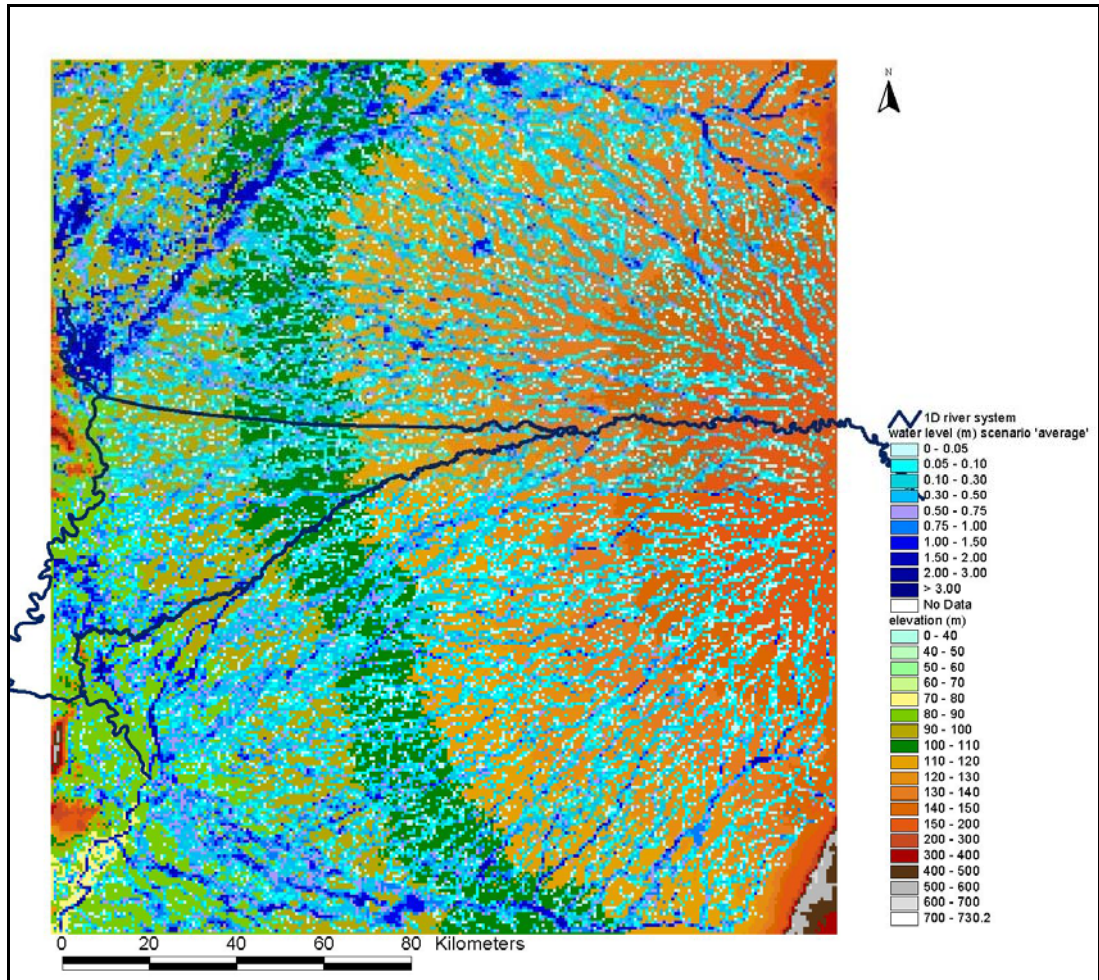 N
1D river system
water level (m) scenario 'average'
0 - 0.05
0.05 - 0.10
0.10 - 0.30
0.30 - 0.50
0.50 - 0.75
0.75 - 1.00
1.00 - 1.50
1.50 - 2.00
2.00 - 3.00
> 3.00
No Data
elevation (m)
0 - 40
40 - 50
50 - 60
60 - 70
70 - 80
80 - 90
90 - 100
100 - 110
110 - 120
120 - 130
130 - 140
140 - 150
150 - 200
200 - 300
300 - 400
400 - 500
500 - 600
600 - 700
700 - 730.2
0 20 40 60 80 Kilometers